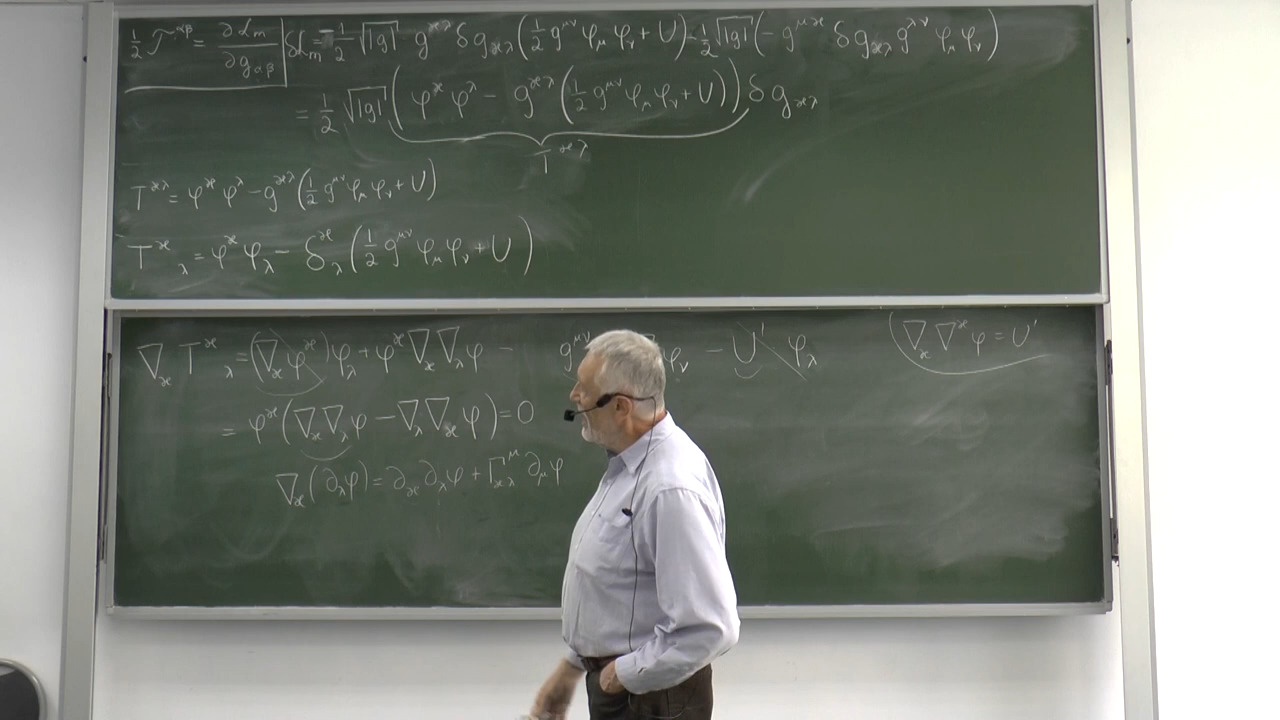 ½ 𝒯^{αβ} = ∂ℒ_m / ∂g_{αβ} | δℒ_m = -½ √|g| g^{ϰλ} δg_{ϰλ} (½ g^{μν} φ_μ φ_ν + U) - ½ √|g| (-g^{μϰ} δg_{ϰλ} g^{λν} φ_μ φ_ν)
= ½ √|g| (φ^ϰ φ^λ - g^{ϰλ} (½ g^{μν} φ_μ φ_ν + U)) δg_{ϰλ}
T^{ϰλ}
T^{ϰλ} = φ^ϰ φ^λ - g^{ϰλ} (½ g^{μν} φ_μ φ_ν + U)
T^ϰ_λ = φ^ϰ φ_λ - δ^ϰ_λ (½ g^{μν} φ_μ φ_ν + U)
∇_ϰ T^ϰ_λ = (∇_ϰ φ^ϰ) φ_λ + φ^ϰ ∇_ϰ ∇_λ φ - g^{μν} φ_ν - U' φ_λ (∇_ϰ ∇^ϰ φ = U'
= φ^ϰ (∇_ϰ ∇_λ φ - ∇_λ ∇_ϰ φ) = 0
∇_ϰ (∂_λ φ) = ∂_ϰ ∂_λ φ + Γ_{ϰλ}^μ ∂_μ φ